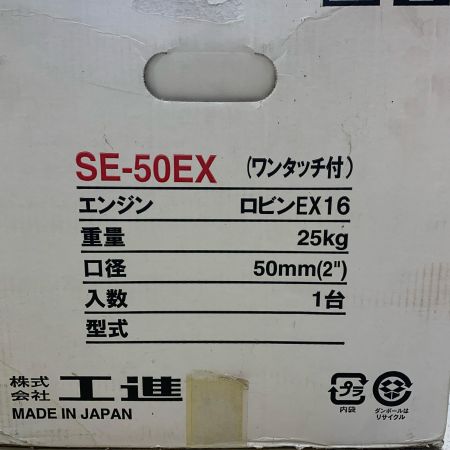 SE-50EX (ワンタッチ付)
エンジン ロビンEX16
重量 25kg
口径 50mm(2")
入数 1台
型式
株式会社 工進
MADE IN JAPAN
プラ
内袋
ダンボールは
リサイクル